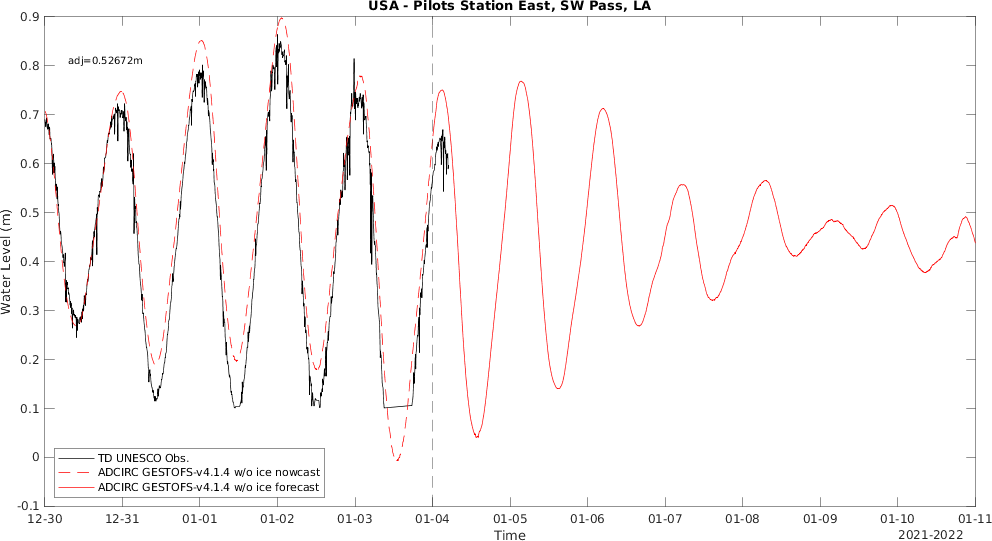 USA - Pilots Station East, SW Pass, LA
0.9
adj=0.52672m
0.8
0.7
0.6
0.5
0.4
0.3
0.2
0.1
0
-0.1
Water Level (m)
TD UNESCO Obs.
ADCIRC GESTOFS-v4.1.4 w/o ice nowcast
ADCIRC GESTOFS-v4.1.4 w/o ice forecast
12-30 12-31 01-01 01-02 01-03 01-04 01-05 01-06 01-07 01-08 01-09 01-10 01-11
Time
2021-2022